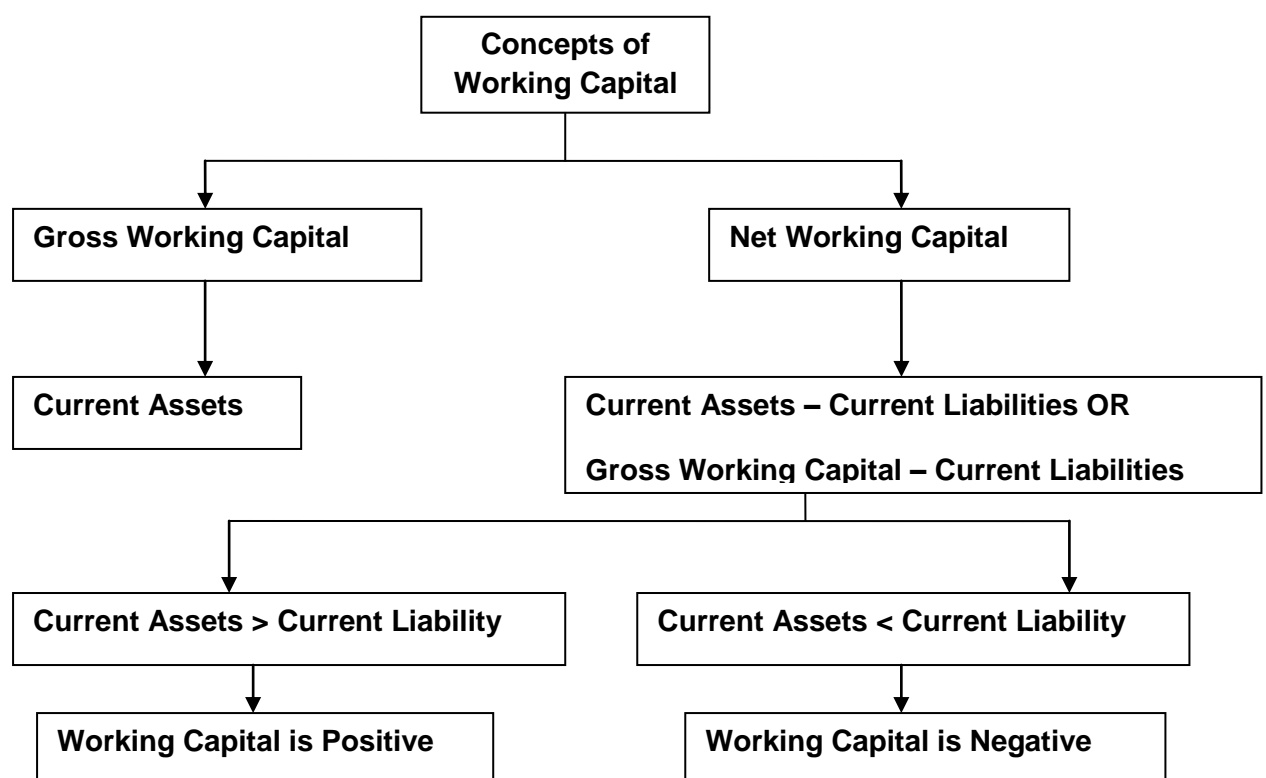 Concepts of
Working Capital
Gross Working Capital
Net Working Capital
Current Assets
Current Assets – Current Liabilities OR
Gross Working Capital – Current Liabilities
Current Assets > Current Liability
Current Assets < Current Liability
Working Capital is Positive
Working Capital is Negative